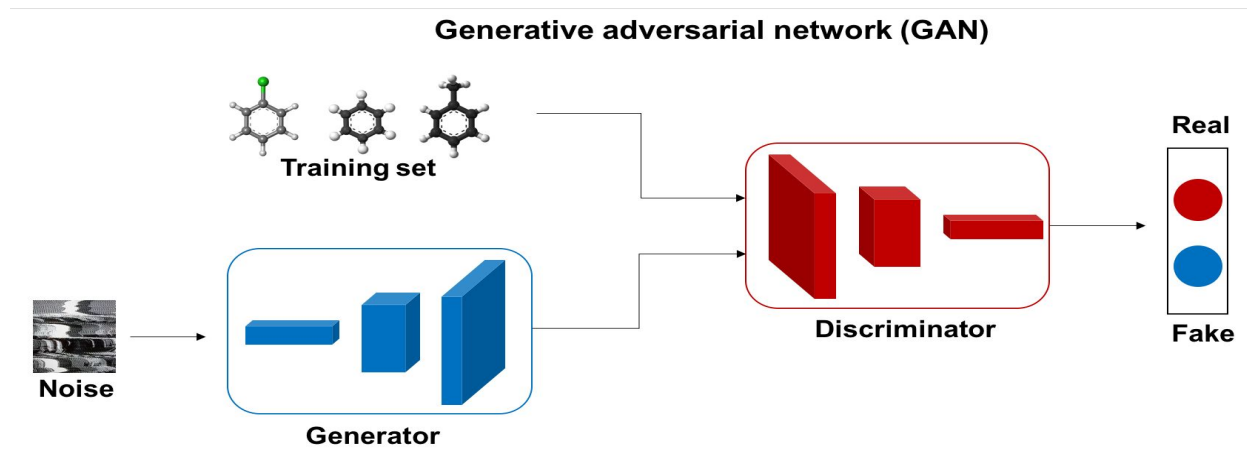 Generative adversarial network (GAN)
Training set
Real
Discriminator
Fake
Noise
Generator